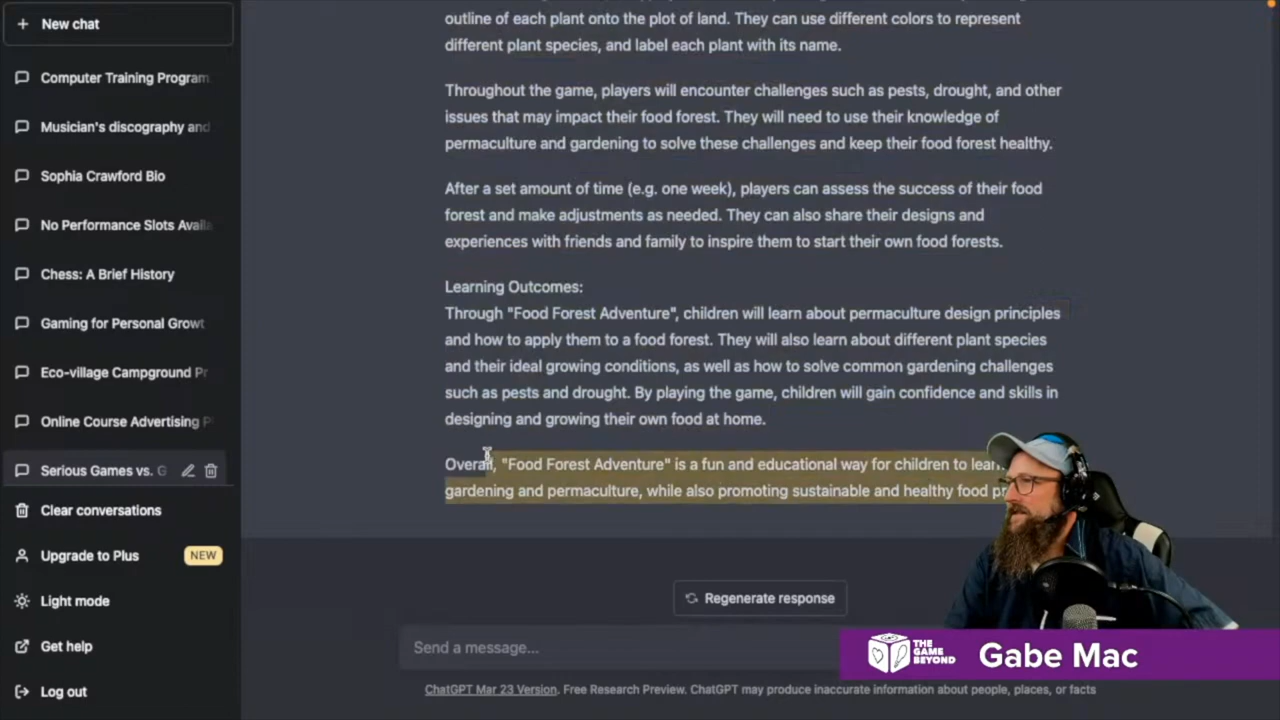 New chat
Computer Training Program
Musician's discography and
Sophia Crawford Bio
No Performance Slots Availa
Chess: A Brief History
Gaming for Personal Growt
Eco-village Campground Pr
Online Course Advertising P
Serious Games vs. G
Clear conversations
Upgrade to Plus NEW
Light mode
Get help
Log out
outline of each plant onto the plot of land. They can use different colors to represent
different plant species, and label each plant with its name.
Throughout the game, players will encounter challenges such as pests, drought, and other
issues that may impact their food forest. They will need to use their knowledge of
permaculture and gardening to solve these challenges and keep their food forest healthy.
After a set amount of time (e.g. one week), players can assess the success of their food
forest and make adjustments as needed. They can also share their designs and
experiences with friends and family to inspire them to start their own food forests.
Learning Outcomes:
Through "Food Forest Adventure", children will learn about permaculture design principles
and how to apply them to a food forest. They will also learn about different plant species
and their ideal growing conditions, as well as how to solve common gardening challenges
such as pests and drought. By playing the game, children will gain confidence and skills in
designing and growing their own food at home.
Overall, "Food Forest Adventure" is a fun and educational way for children to learn
gardening and permaculture, while also promoting sustainable and healthy food pr
Regenerate response
Send a message...
THE
GAME
BEYOND
Gabe Mac
ChatGPT Mar 23 Version. Free Research Preview. ChatGPT may produce inaccurate information about people, places, or facts